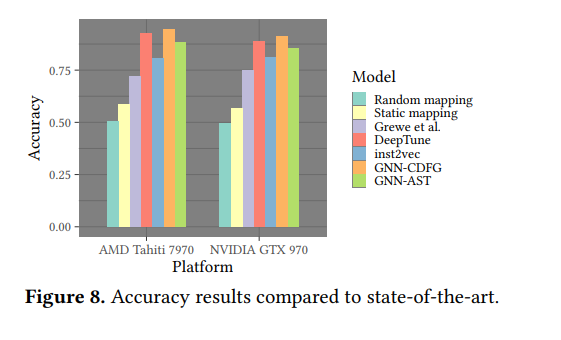 Accuracy
0.75
0.50
0.25
0.00
AMD Tahiti 7970 NVIDIA GTX 970
Platform
Model
Random mapping
Static mapping
Grewe et al.
DeepTune
inst2vec
GNN-CDFG
GNN-AST
Figure 8. Accuracy results compared to state-of-the-art.